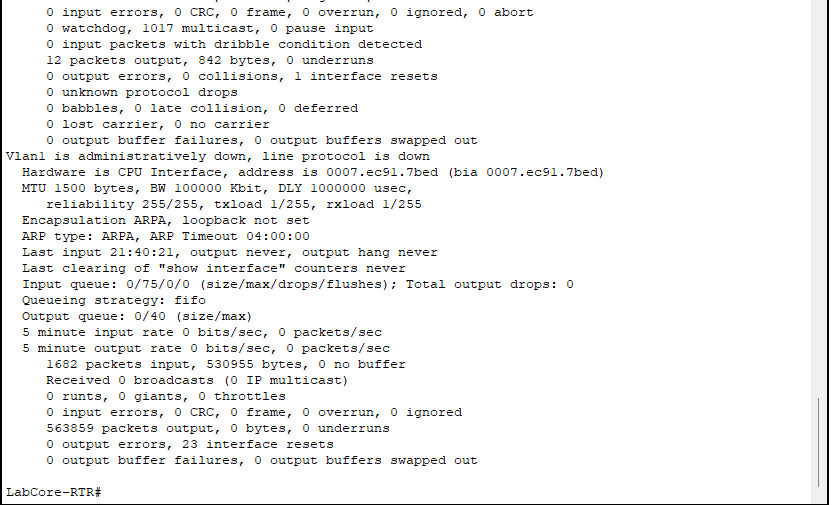 0 input errors, 0 CRC, 0 frame, 0 overrun, 0 ignored, 0 abort
0 watchdog, 1017 multicast, 0 pause input
0 input packets with dribble condition detected
12 packets output, 842 bytes, 0 underruns
0 output errors, 0 collisions, 1 interface resets
0 unknown protocol drops
0 babbles, 0 late collision, 0 deferred
0 lost carrier, 0 no carrier
0 output buffer failures, 0 output buffers swapped out
Vlan1 is administratively down, line protocol is down
Hardware is CPU Interface, address is 0007.ec91.7bed (bia 0007.ec91.7bed)
MTU 1500 bytes, BW 100000 Kbit, DLY 1000000 usec,
reliability 255/255, txload 1/255, rxload 1/255
Encapsulation ARPA, loopback not set
ARP type: ARPA, ARP Timeout 04:00:00
Last input 21:40:21, output never, output hang never
Last clearing of "show interface" counters never
Input queue: 0/75/0/0 (size/max/drops/flushes); Total output drops: 0
Queueing strategy: fifo
Output queue: 0/40 (size/max)
5 minute input rate 0 bits/sec, 0 packets/sec
5 minute output rate 0 bits/sec, 0 packets/sec
1682 packets input, 530955 bytes, 0 no buffer
Received 0 broadcasts (0 IP multicast)
0 runts, 0 giants, 0 throttles
0 input errors, 0 CRC, 0 frame, 0 overrun, 0 ignored
563859 packets output, 0 bytes, 0 underruns
0 output errors, 23 interface resets
0 output buffer failures, 0 output buffers swapped out
LabCore-RTR#